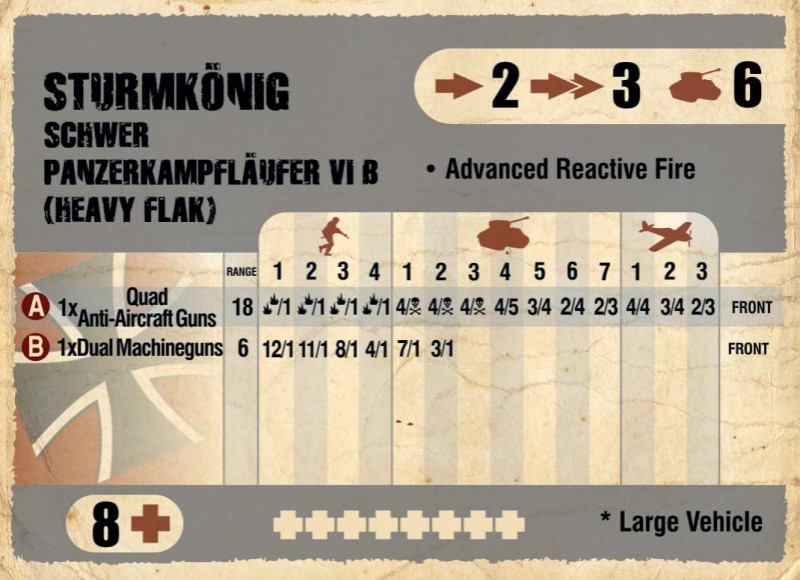 STURMKÖNIG
SCHWER
PANZERKAMPFLÄUFER VI B
(HEAVY FLAK)
2 3 6
• Advanced Reactive Fire
RANGE 1 2 3 4 1 2 3 4 5 6 7 1 2 3
A 1x Quad Anti-Aircraft Guns 18 /1 /1 /1 /1 4/ 4/ 4/ 4/5 3/4 2/4 2/3 4/4 3/4 2/3 FRONT
B 1xDual Machineguns 6 12/1 11/1 8/1 4/1 7/1 3/1 FRONT
8
* Large Vehicle